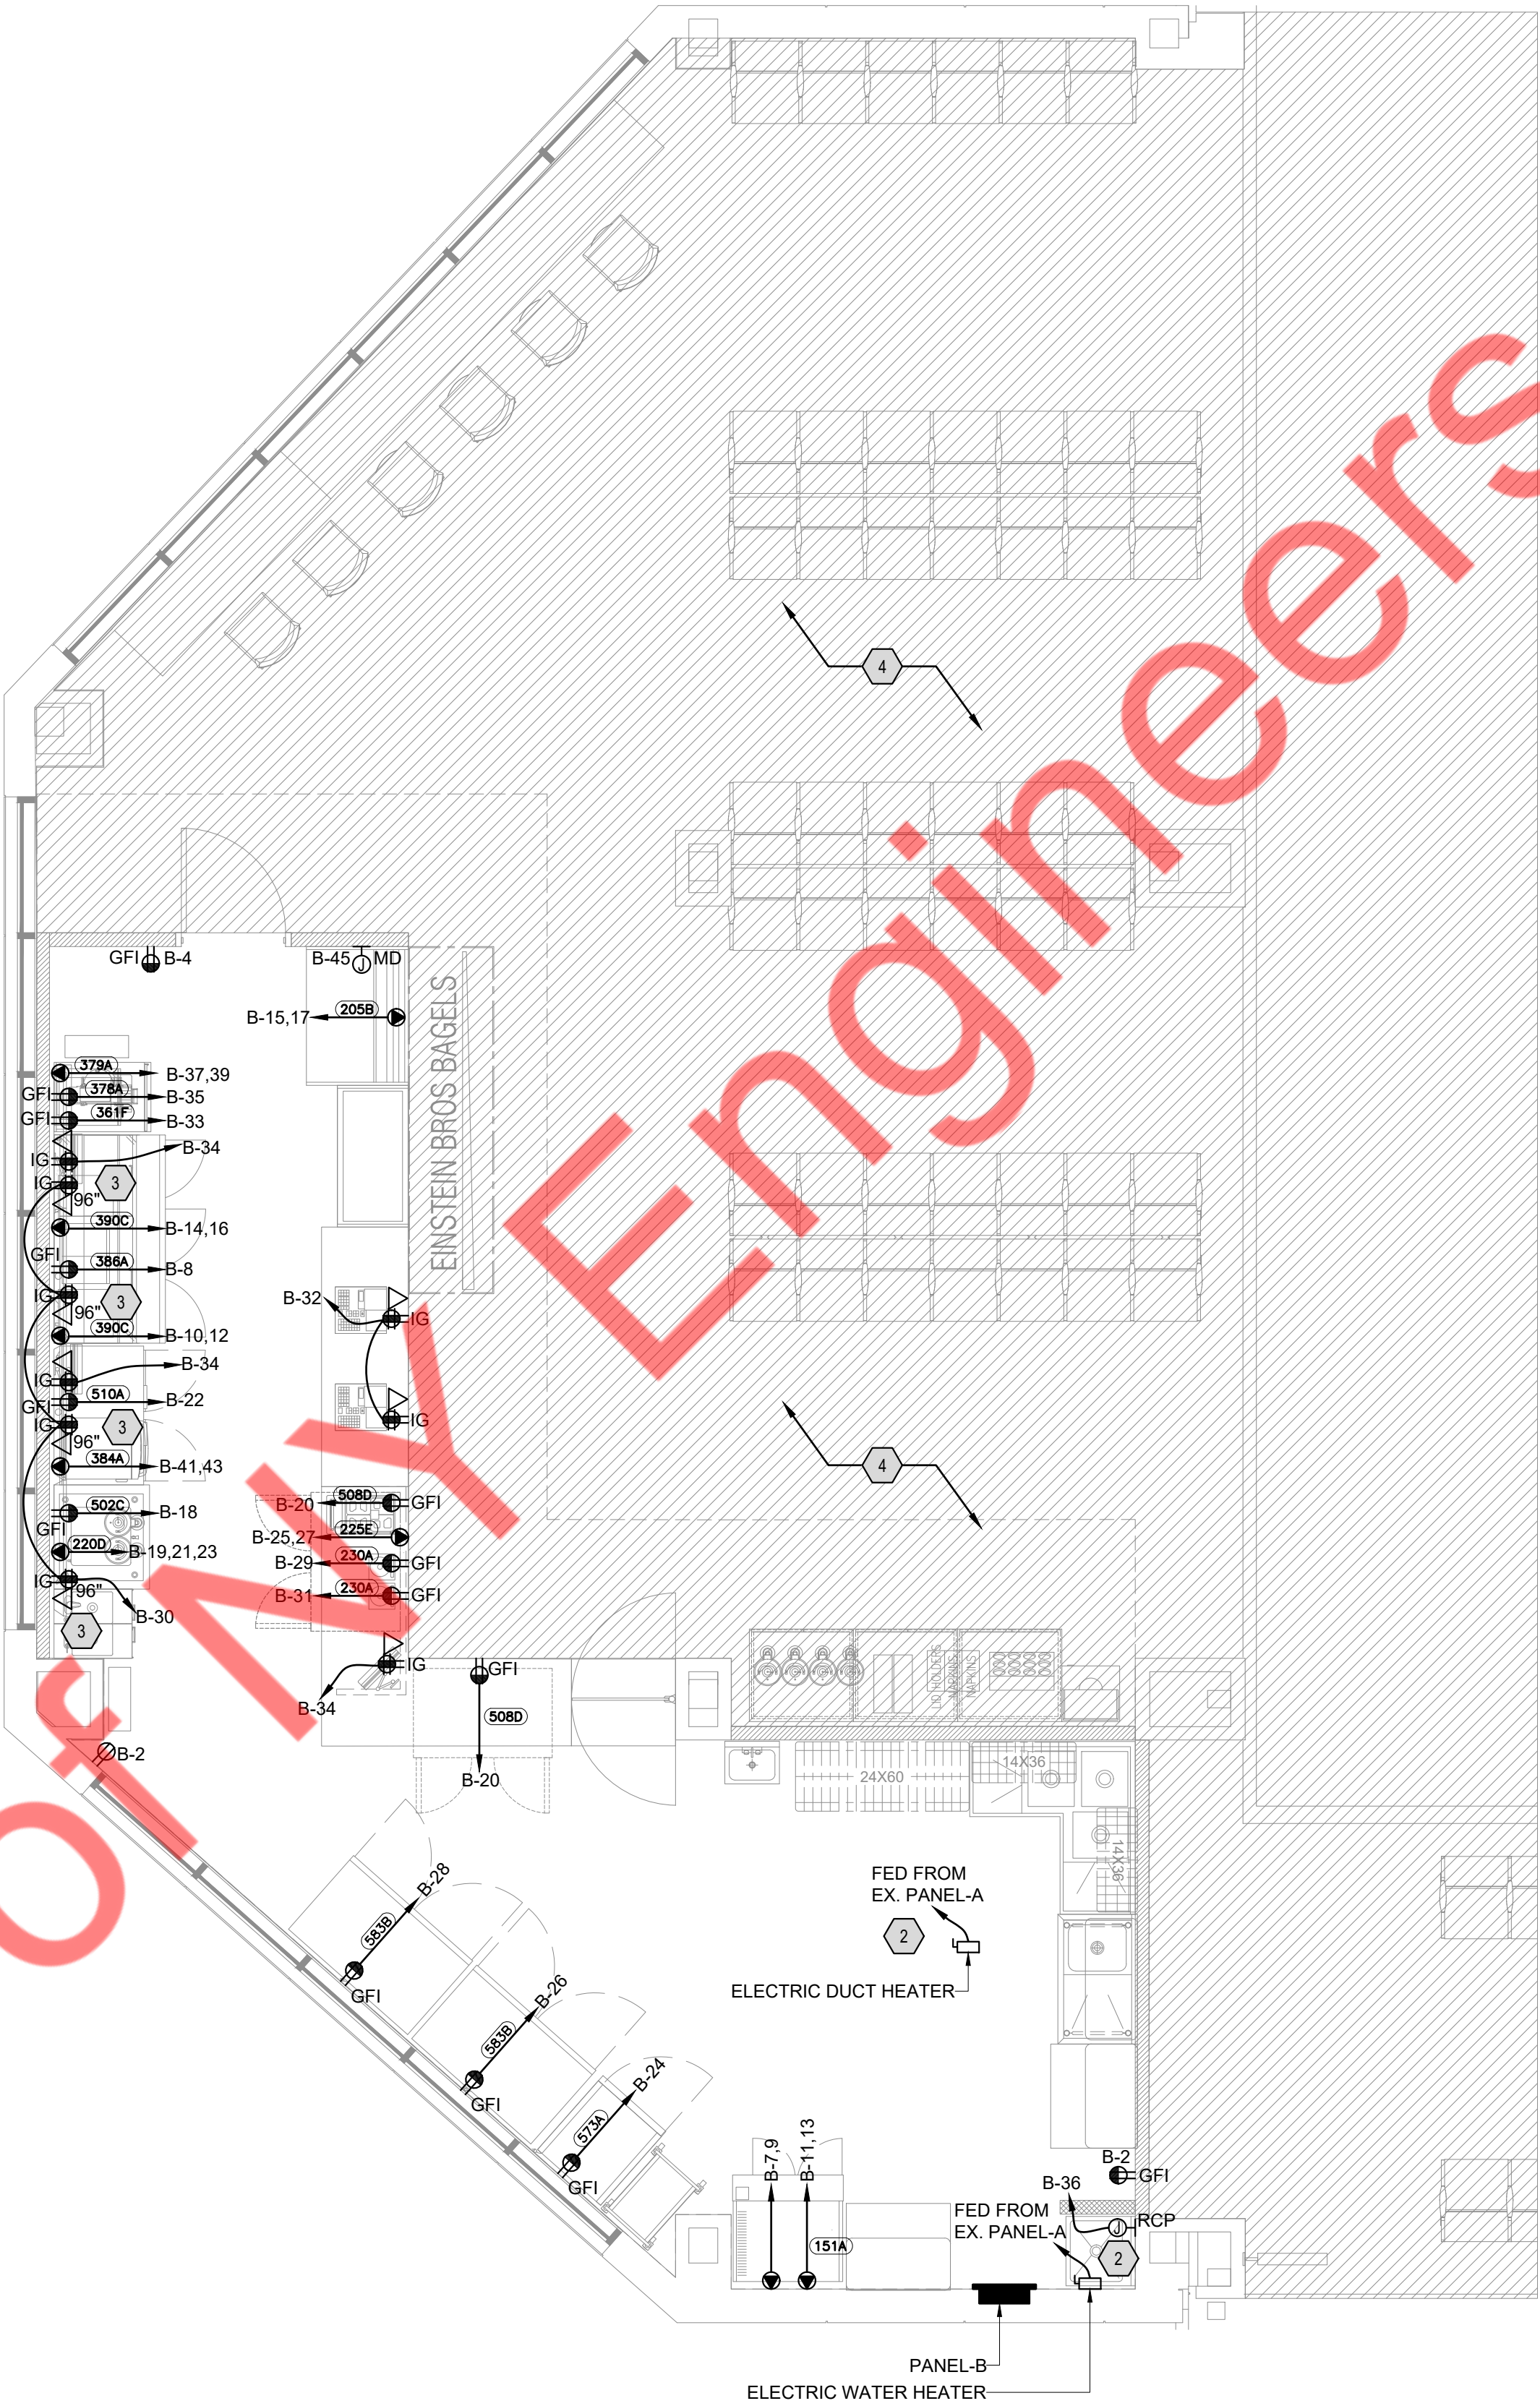 of NY Engineers
4
GFI B-4
B-45 J MD
205B
B-15,17
EINSTEIN BROS BAGELS
379A
B-37,39
GFI 378A B-35
GFI 361F B-33
B-34
IG
IG 3
96"
390C B-14,16
GFI
386A B-8
IG 3
96"
390C B-10,12
B-34
IG
510A B-22
GFI
IG 3
96"
384A B-41,43
502C B-18
GFI
220D B-19,21,23
IG
96"
B-30
3
B-32
IG
IG
4
B-20 508D GFI
B-25,27 225E
B-29 230A GFI
B-31 230A GFI
IG
B-34
GFI
508D
B-20
B-2
LID HOLDERS
NAPKINS
NAPKINS
24X60
14X36
14X36
B-28
583B
GFI
B-26
583B
GFI
B-24
573A
GFI
FED FROM
EX. PANEL-A
2
ELECTRIC DUCT HEATER
B-7,9
B-11,13
151A
B-2
GFI
B-36
J RCP
FED FROM
EX. PANEL-A
2
PANEL-B
ELECTRIC WATER HEATER